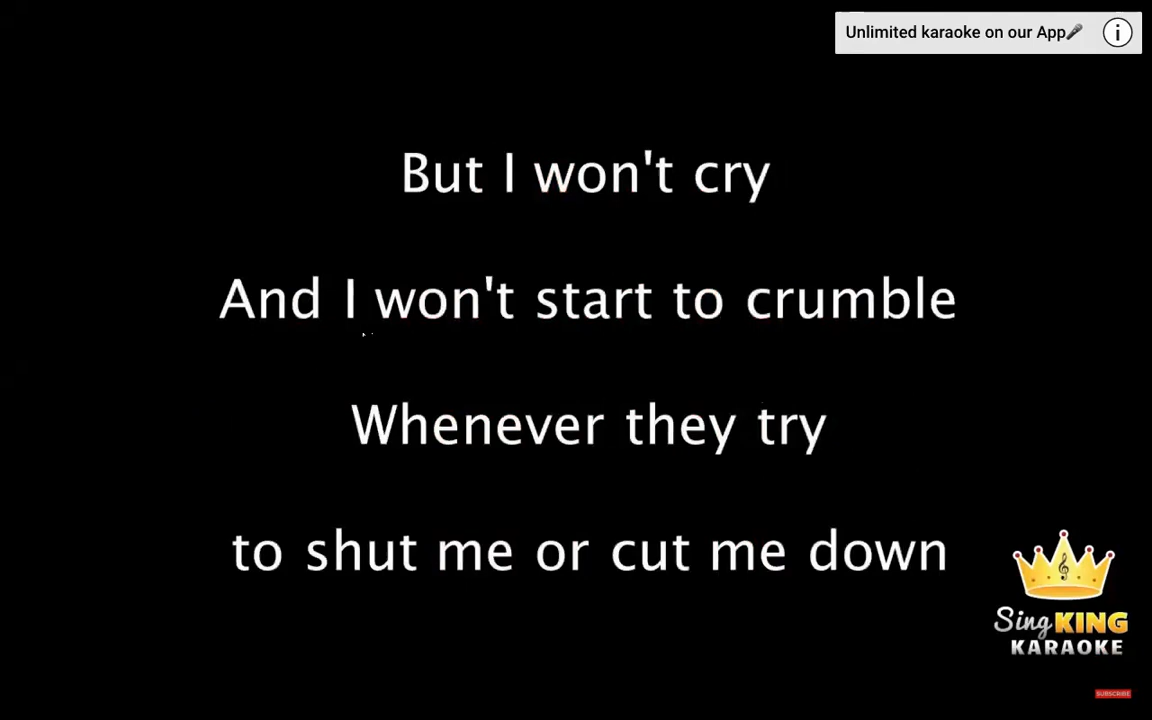 Unlimited karaoke on our App🎤
But I won't cry
And I won't start to crumble
Whenever they try
to shut me or cut me down
Sing KING
KARAOKE
SUBSCRIBE